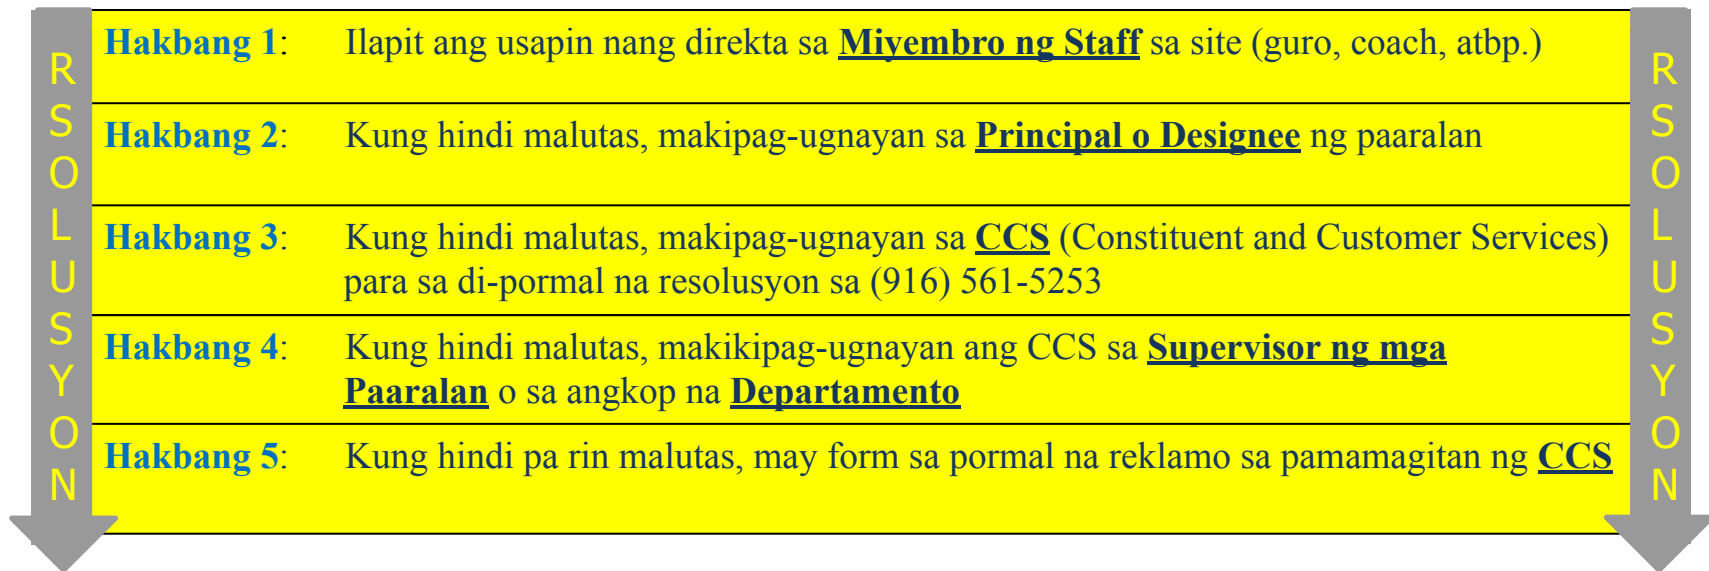 RSOLUSYON
Hakbang 1: Ilapit ang usapin nang direkta sa Miyembro ng Staff sa site (guro, coach, atbp.)
Hakbang 2: Kung hindi malutas, makipag-ugnayan sa Principal o Designee ng paaralan
Hakbang 3: Kung hindi malutas, makipag-ugnayan sa CCS (Constituent and Customer Services)
para sa di-pormal na resolusyon sa (916) 561-5253
Hakbang 4: Kung hindi malutas, makikipag-ugnayan ang CCS sa Supervisor ng mga
Paaralan o sa angkop na Departamento
Hakbang 5: Kung hindi pa rin malutas, may form sa pormal na reklamo sa pamamagitan ng CCS
RSOLUSYON